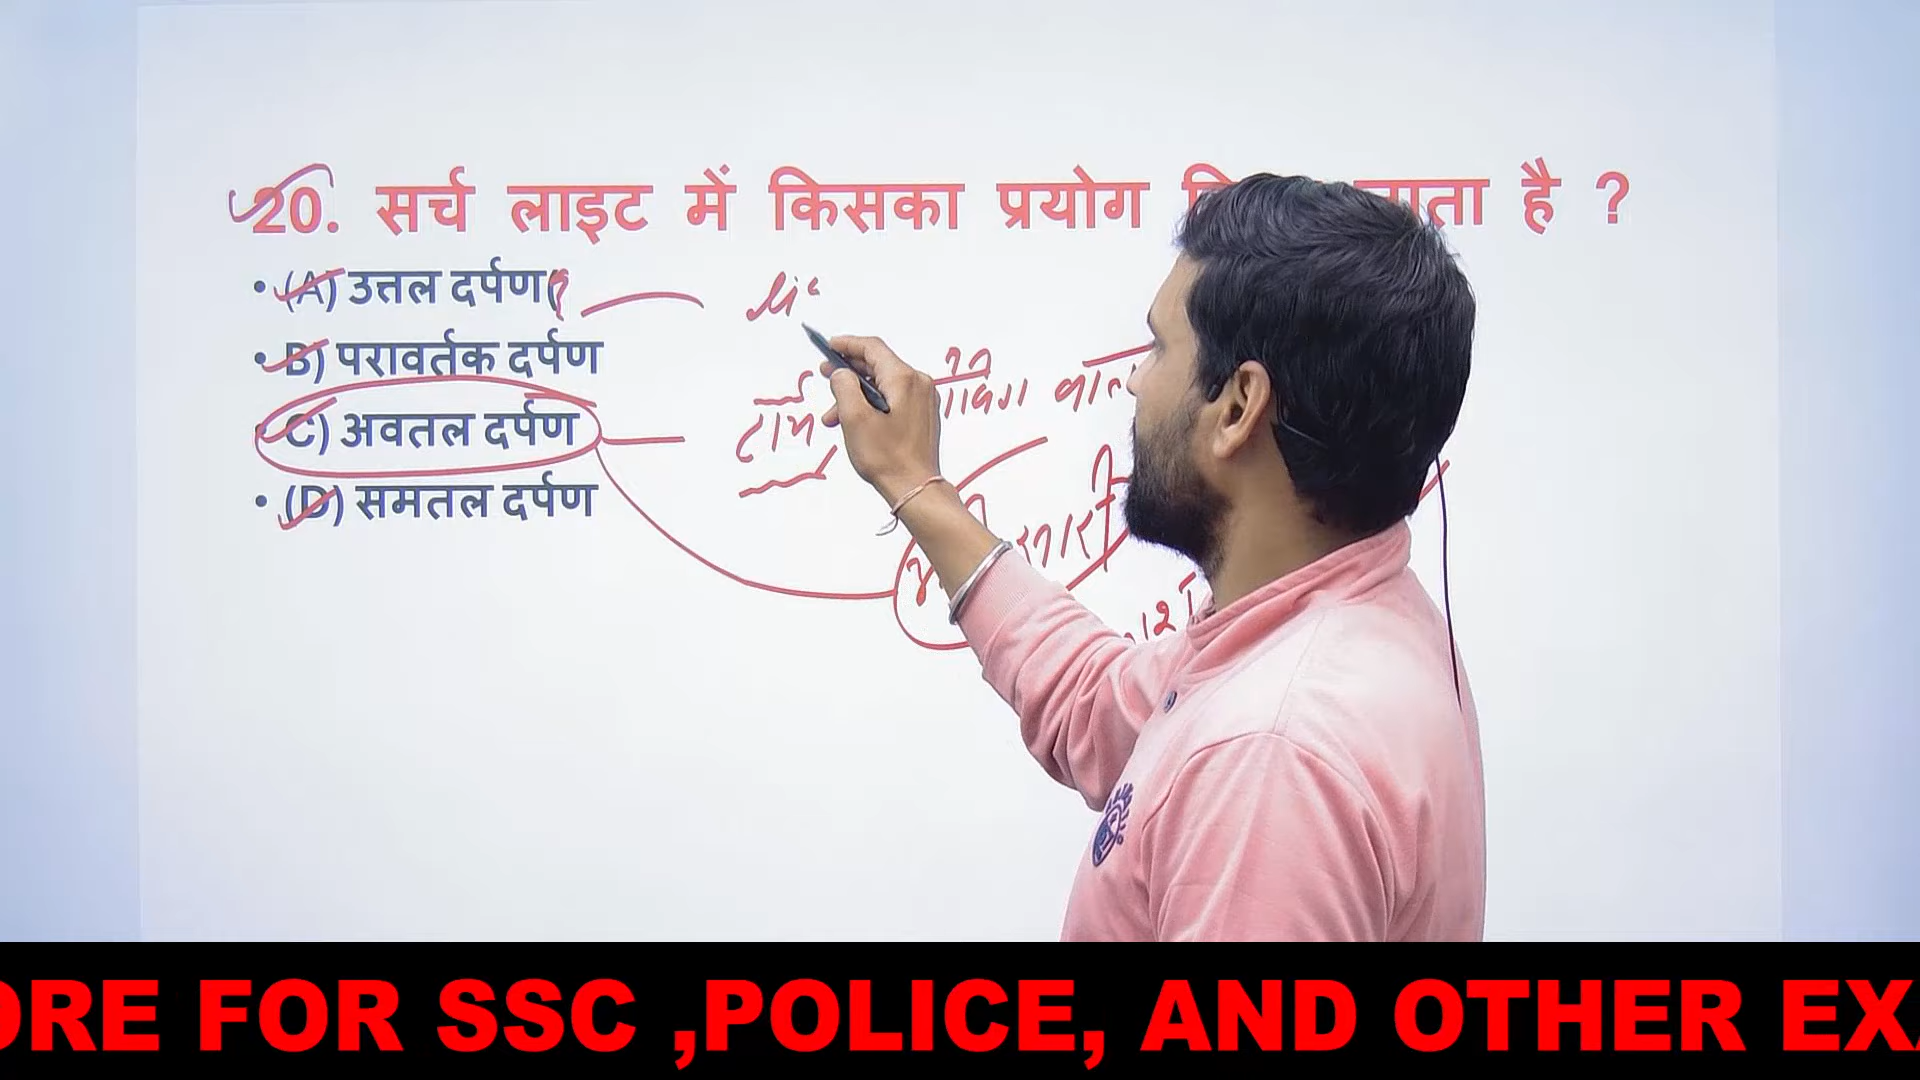 20. सर्च लाइट में किसका प्रयोग जाता है ?
• (A) उत्तल दर्पण(
• B) परावर्तक दर्पण
• C) अवतल दर्पण
• (D) समतल दर्पण
टार्च
ORE FOR SSC ,POLICE, AND OTHER EX